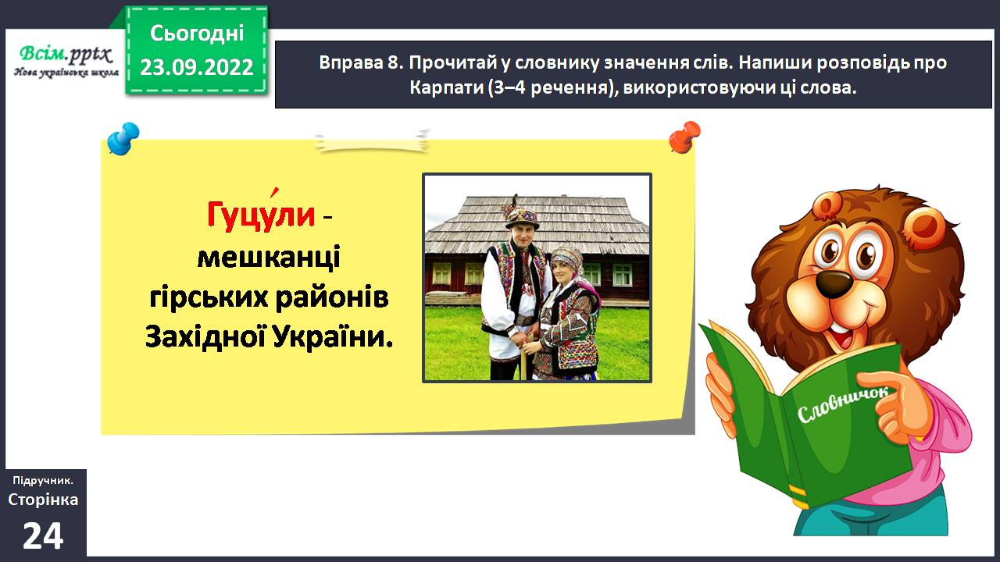 Всім.pptx
Нова українська школа
Сьогодні
23.09.2022
Вправа 8. Прочитай у словнику значення слів. Напиши розповідь про
Карпати (3–4 речення), використовуючи ці слова.
Гуцу́ли -
мешканці
гірських районів
Західної України.
Словничок
Підручник.
Сторінка
24